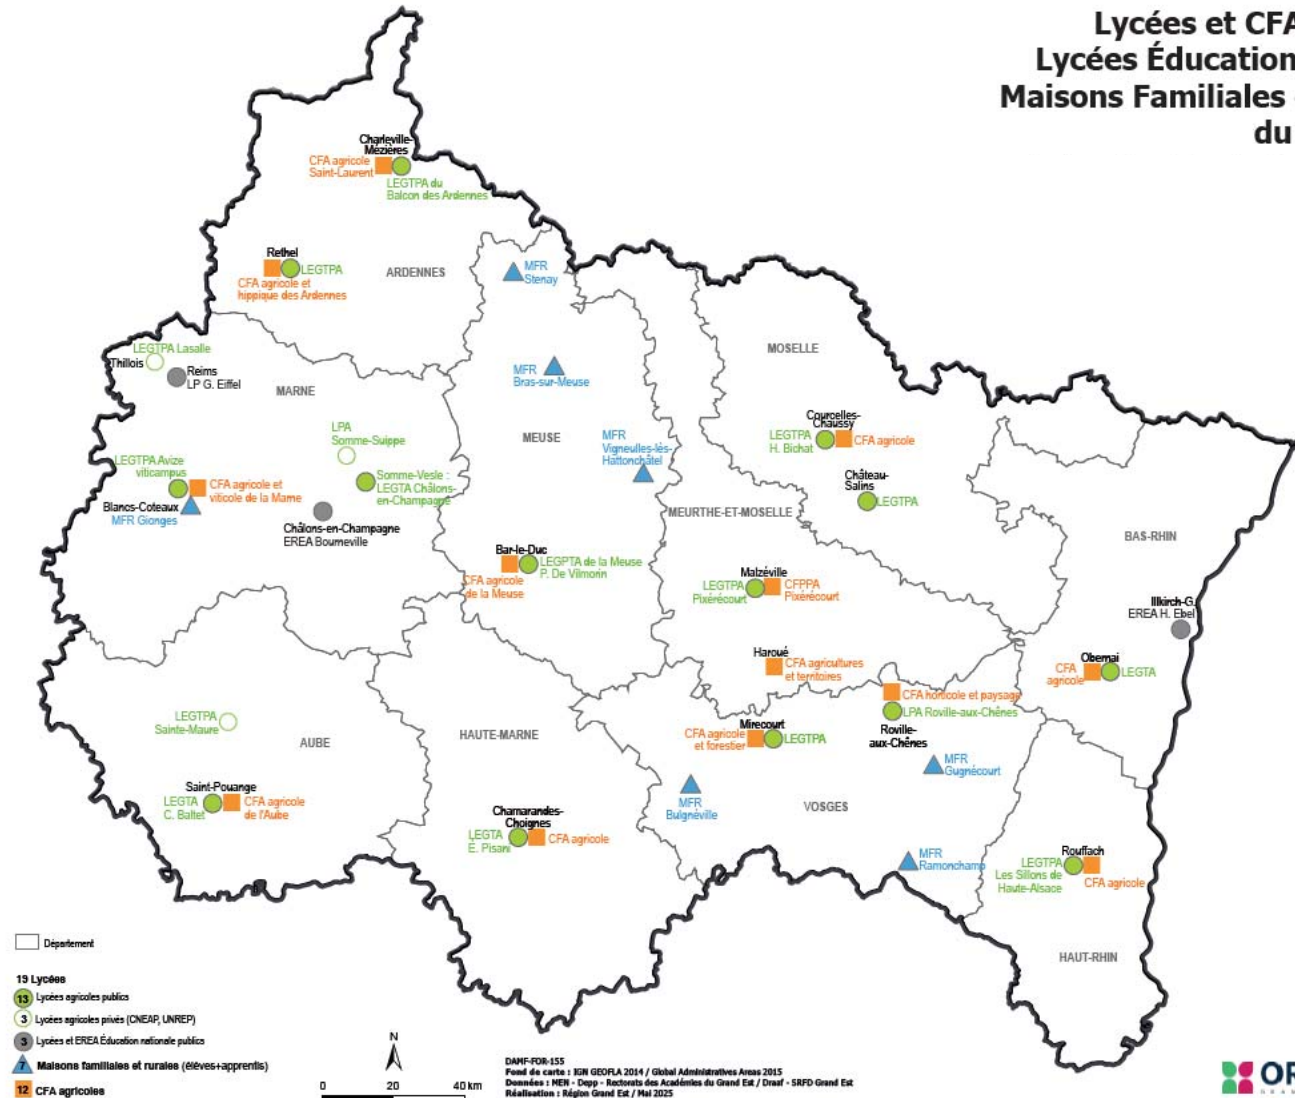 Lycées et CFA
Lycées Éducation
Maisons Familiales
du
Charleville-
Mézières
CFA agricole
Saint-Laurent
LEGTPA du
Balcon des Ardennes
Rethel
LEGTPA
CFA agricole et
hippique des Ardennes
ARDENNES
MFR
Stenay
LEGTPA Lasalle
Thillois
Reims
LP G. Eiffel
MARNE
MFR
Bras-sur-Meuse
MOSELLE
LPA
Somme-Suippe
MEUSE
MFR
Vigneulles-lès-
Hattonchâtel
Courcelles-
Chaussy
LEGTPA
H. Bichat
CFA agricole
LEGTPA Avize
viticampus
CFA agricole et
viticole de la Marne
Somme-Vesle :
LEGTA Châlons-
en-Champagne
Château-
Salins
LEGTPA
Blancs-Coteaux
MFR Gionges
Châlons-en-Champagne
EREA Bourneville
MEURTHE-ET-MOSELLE
BAS-RHIN
Bar-le-Duc
LEGPTA de la Meuse
P. De Vilmorin
CFA agricole
de la Meuse
Malzéville
LEGTPA
Pixérécourt
CFPPA
Pixérécourt
Illkirch-G.
EREA H. Ebel
Haroué
CFA agricultures
et territoires
Obernai
CFA
agricole
LEGTA
CFA horticole et paysage
LPA Roville-aux-Chênes
Roville-
aux-Chênes
LEGTPA
Sainte-Maure
AUBE
HAUTE-MARNE
Mirecourt
CFA agricole
et forestier
LEGTPA
MFR
Gugnécourt
Saint-Pouange
LEGTA
C. Baltet
CFA agricole
de l'Aube
MFR
Bulgnéville
VOSGES
Chamarandes-
Choignes
LEGTA
E. Pisani
CFA agricole
MFR
Ramonchamp
Rouffach
LEGTPA
Les Sillons de
Haute-Alsace
CFA agricole
HAUT-RHIN
Département
19 Lycées
13 Lycées agricoles publics
3 Lycées agricoles privés (CNEAP, UNREP)
3 Lycées et EREA Éducation nationale publics
7 Maisons familiales et rurales (élèves+apprentis)
12 CFA agricoles
N
0 20 40 km
DAMF-FOR-155
Fond de carte : IGN GEOFLA 2014 / Global Administratives Areas 2015
Données : MEN - Depp - Rectorats des Académies du Grand Est / Draaf - SRFD Grand Est
Réalisation : Région Grand Est / Mai 2025
OR